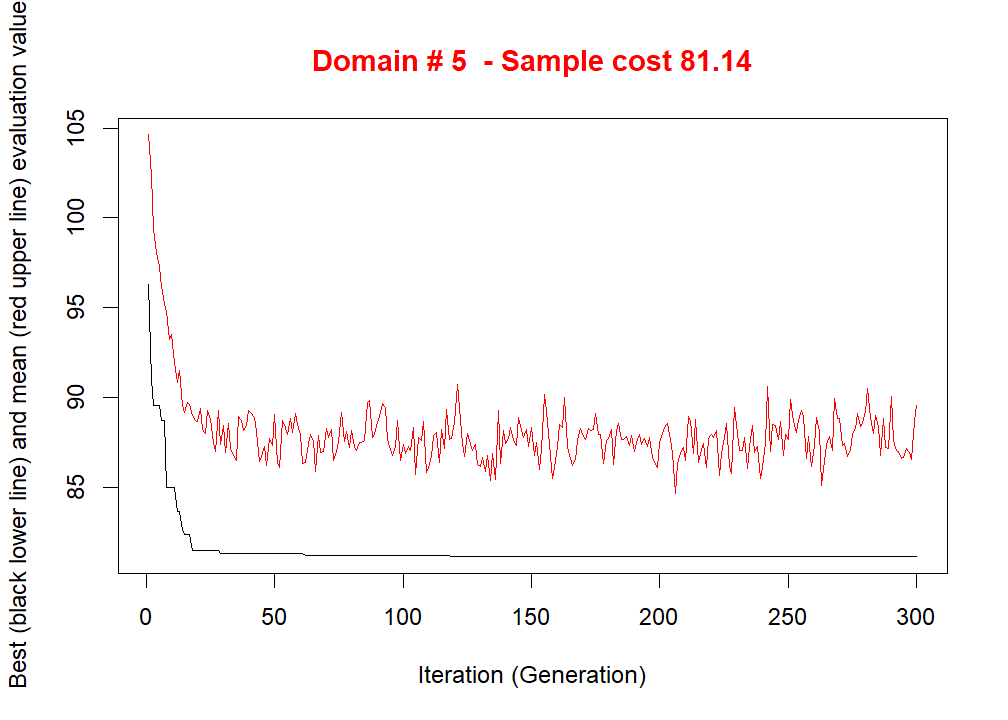 Domain # 5  - Sample cost 81.14
Best (black lower line) and mean (red upper line) evaluation value
105
100
95
90
85
0 50 100 150 200 250 300
Iteration (Generation)